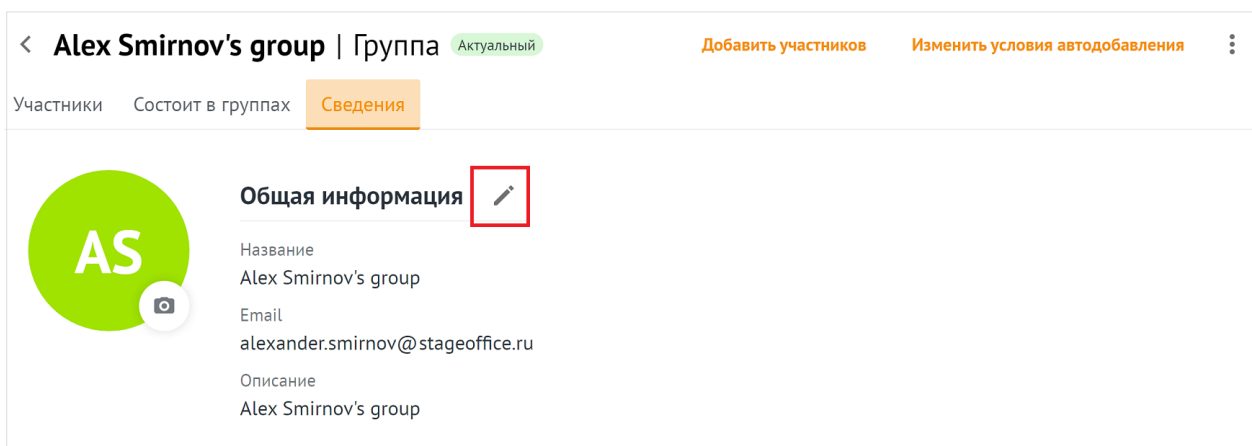 Alex Smirnov's group | Группа Актуальный Добавить участников Изменить условия автодобавления
Участники Состоит в группах Сведения
AS
Общая информация
Название
Alex Smirnov's group
Email
alexander.smirnov@stageoffice.ru
Описание
Alex Smirnov's group